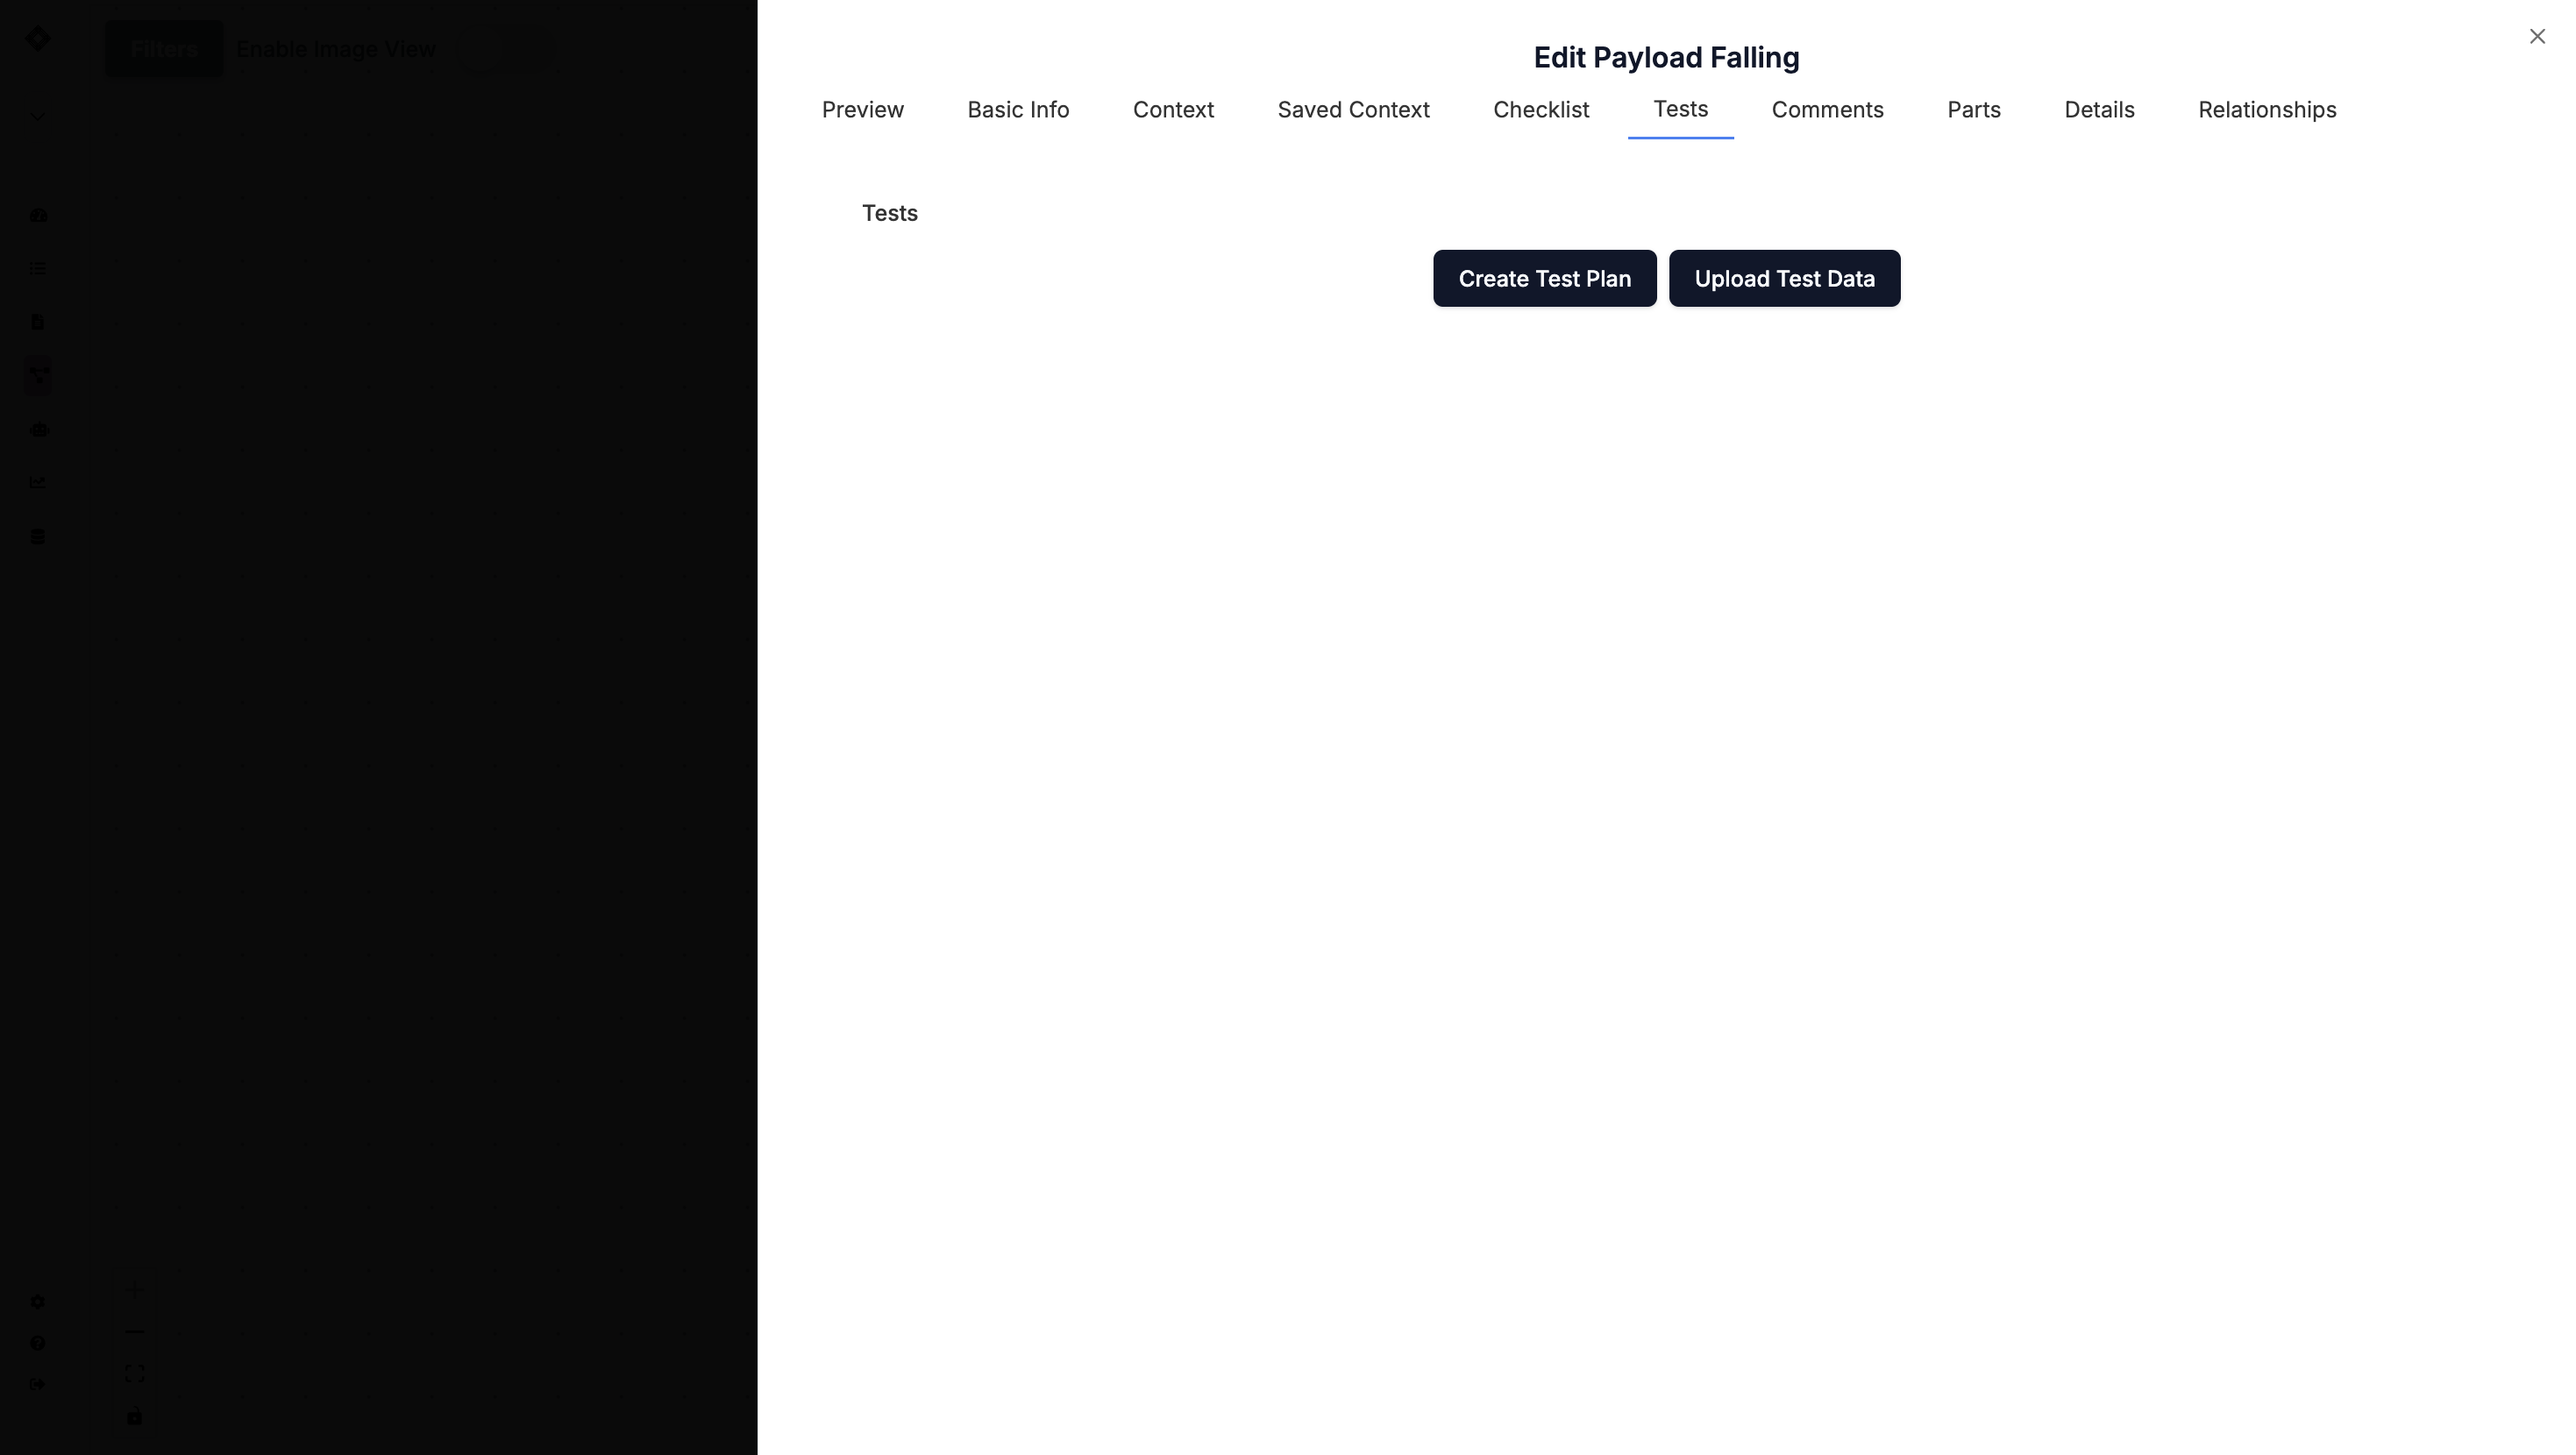 Filters Enable Image View
Edit Payload Falling
Preview Basic Info Context Saved Context Checklist Tests Comments Parts Details Relationships
Tests
Create Test Plan Upload Test Data